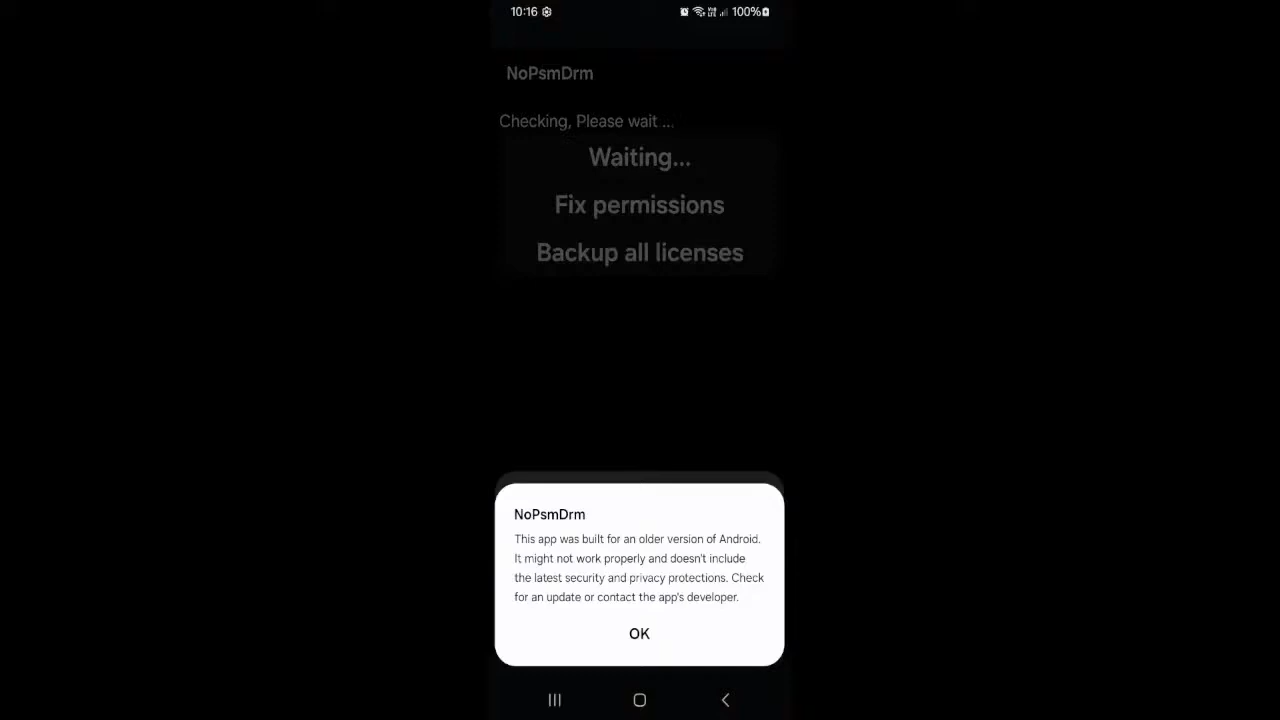 10:16
100%
NoPsmDrm
Checking, Please wait ...
Waiting...
Fix permissions
Backup all licenses
NoPsmDrm
This app was built for an older version of Android.
It might not work properly and doesn't include
the latest security and privacy protections. Check
for an update or contact the app's developer.
OK